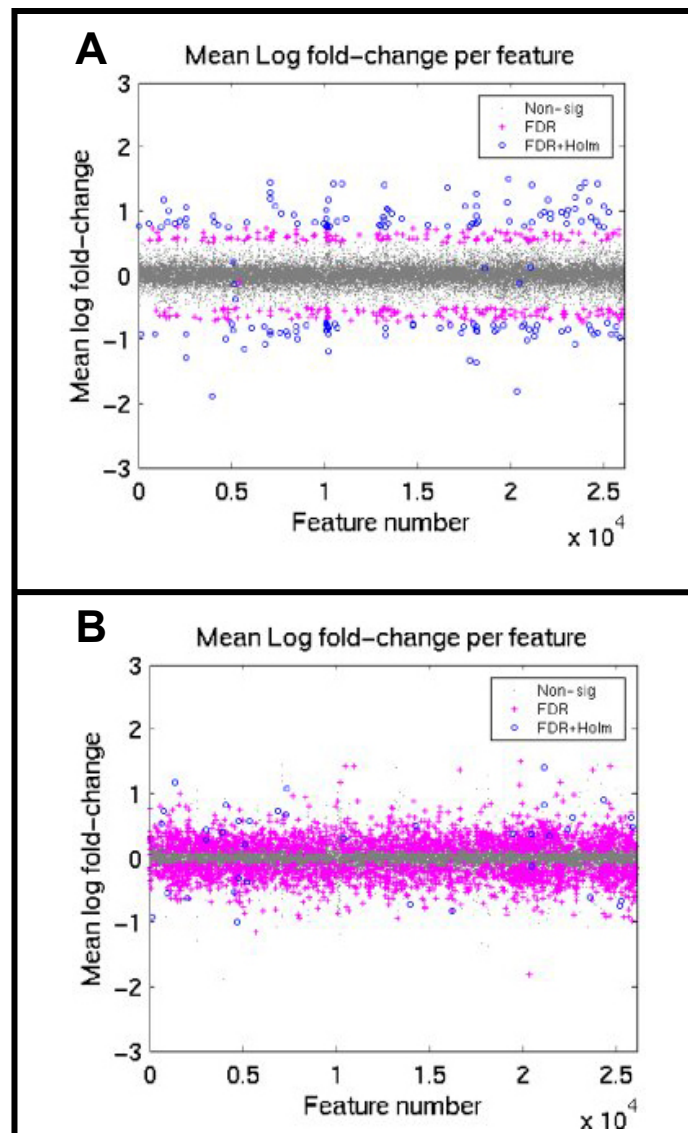 A
Mean Log fold-change per feature
Non-sig
FDR
FDR+Holm
Mean log fold-change
3
2
1
0
-1
-2
-3
0
0.5
1
1.5
2
2.5
x 10^4
Feature number
B
Mean Log fold-change per feature
Non-sig
FDR
FDR+Holm
Mean log fold-change
3
2
1
0
-1
-2
-3
0
0.5
1
1.5
2
2.5
x 10^4
Feature number